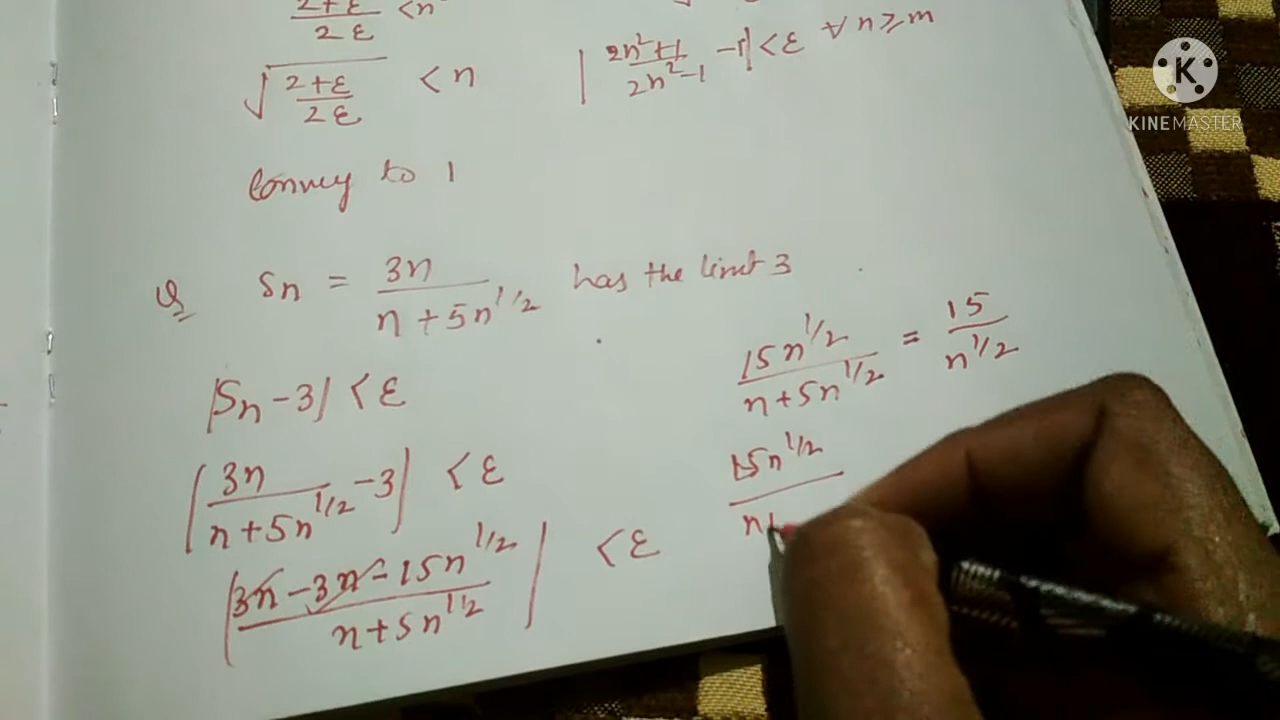 2+ε / 2ε < n
√(2+ε / 2ε) < n
| 2n²+1 / 2n²-1 - 1 | < ε ∀ n ≥ m
to 1
Sn = 3n / n + 5n^1/2 has the limit 3
|Sn - 3| < ε
| 3n / n + 5n^1/2 - 3 | < ε
| 3n - 3n - 15n^1/2 / n + 5n^1/2 | < ε
15n^1/2 / n + 5n^1/2 = 15 / n^1/2
15n^1/2 / n
KINEMASTER